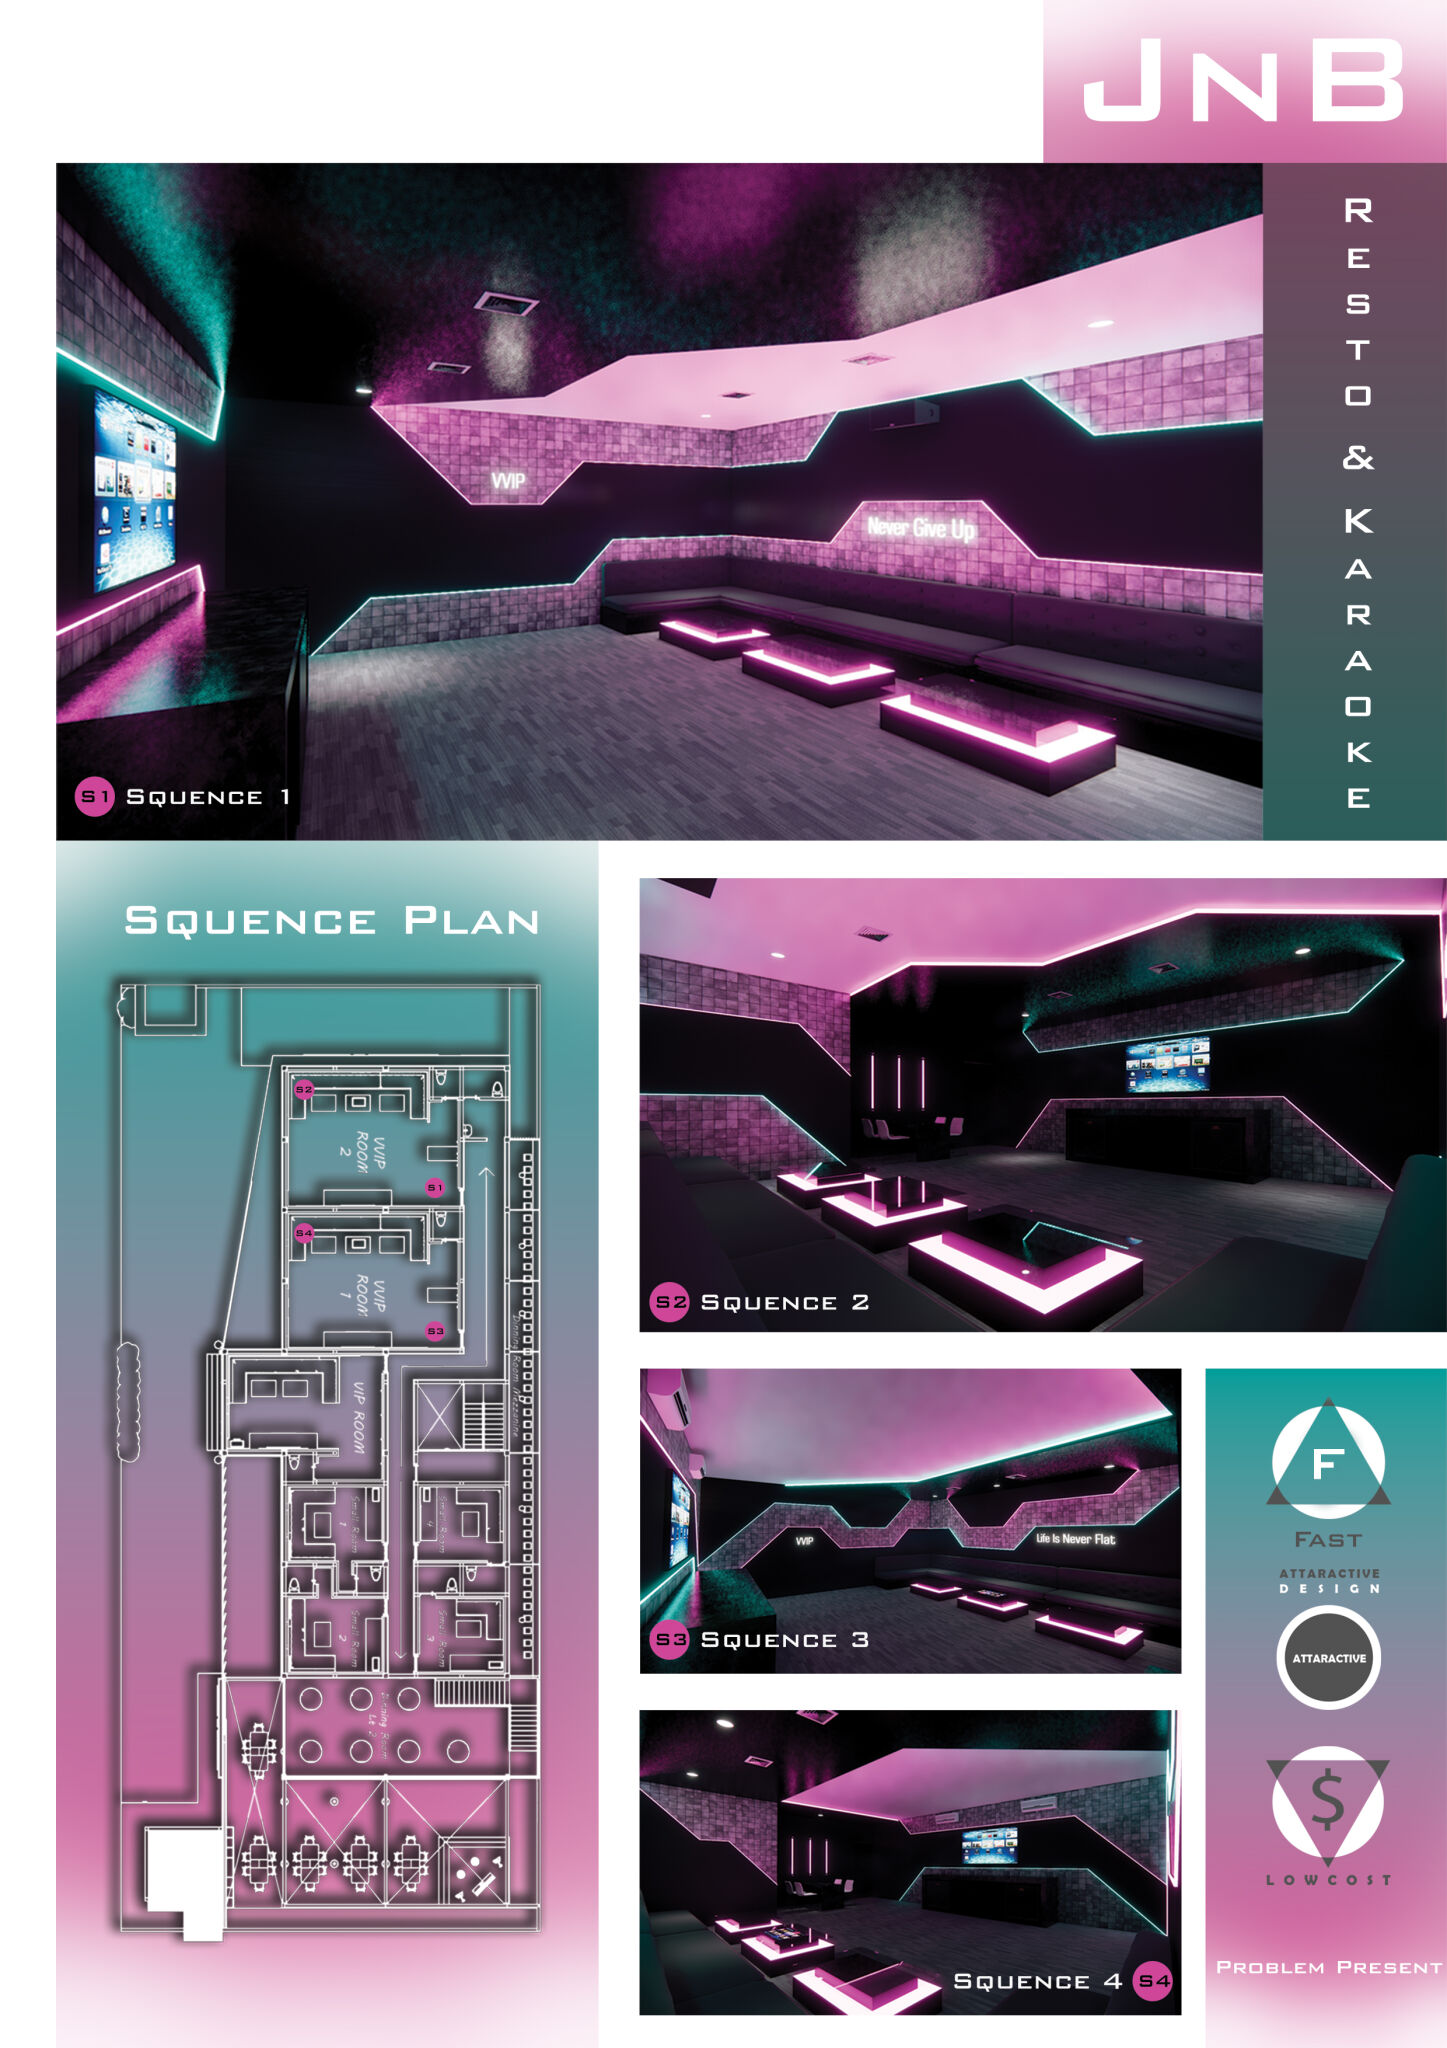 JNB
RESTO & KARAOKE
VVIP
Never Give Up
S1 SQUENCE 1
SQUENCE PLAN
S2
VVIP
ROOM
2
S1
S4
VVIP
ROOM
1
S3
Dinning Room Mezzanine
VIP ROOM
Small Room
1
Small Room
4
Small Room
2
Small Room
3
Dinning Room
Lt 2
S2 SQUENCE 2
VVIP
Life Is Never Flat
S3 SQUENCE 3
SQUENCE 4 S4
F
FAST
ATTARACTIVE
DESIGN
ATTARACTIVE
$
LOWCOST
PROBLEM PRESENT